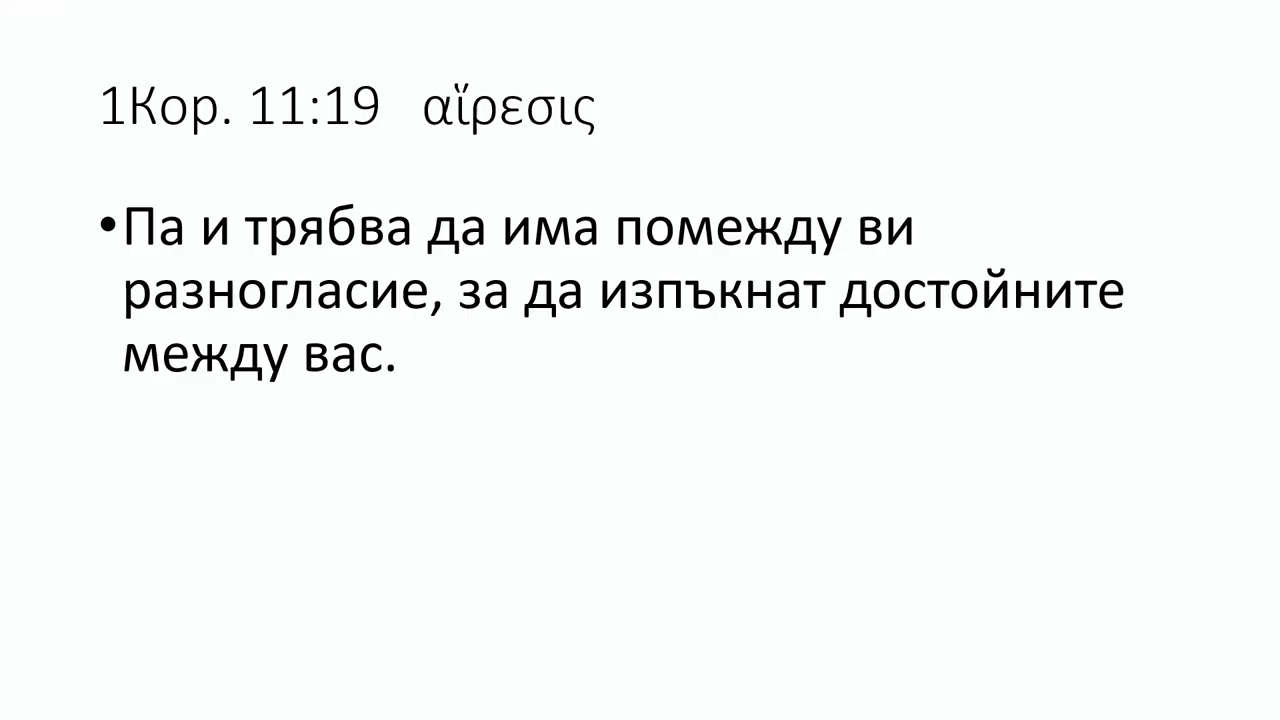 1Кор. 11:19 αἵρεσις
•Па и трябва да има помежду ви
разногласие, за да изпъкнат достойните
между вас.